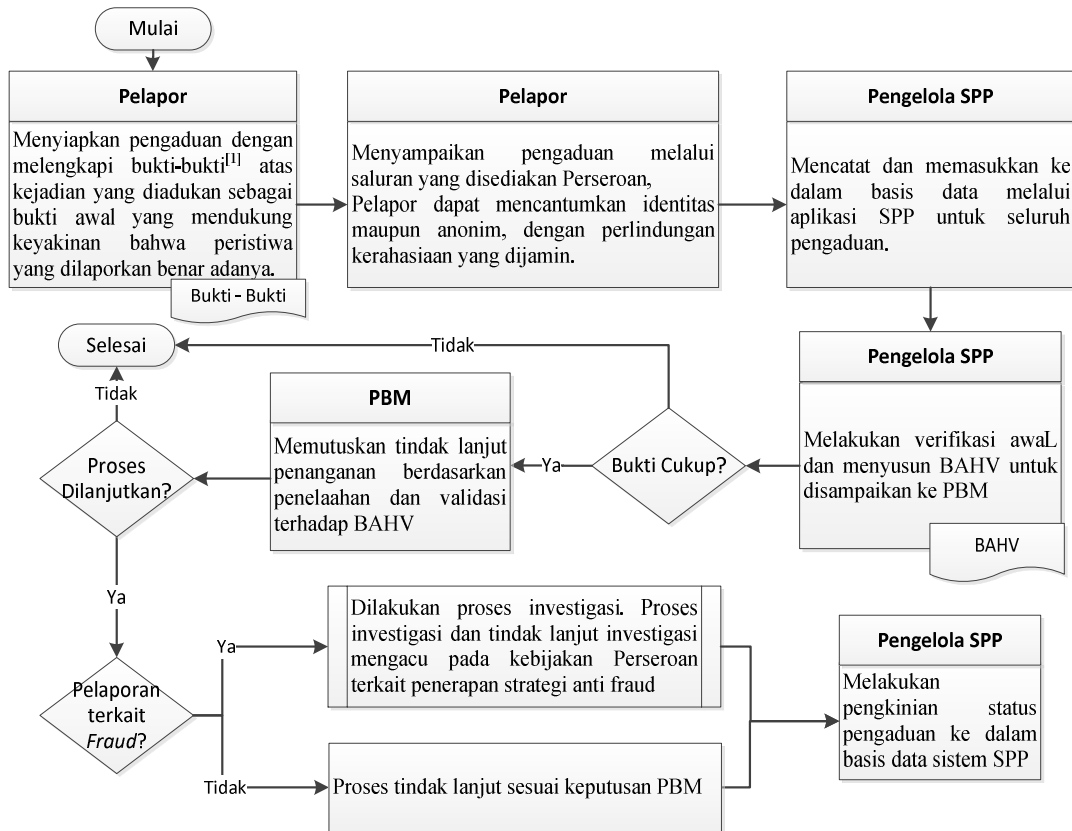 Mulai
Pelapor
Menyiapkan pengaduan dengan
melengkapi bukti-bukti[1] atas
kejadian yang diadukan sebagai
bukti awal yang mendukung
keyakinan bahwa peristiwa
yang dilaporkan benar adanya.
Bukti - Bukti
Pelapor
Menyampaikan pengaduan melalui
saluran yang disediakan Perseroan,
Pelapor dapat mencantumkan identitas
maupun anonim, dengan perlindungan
kerahasiaan yang dijamin.
Pengelola SPP
Mencatat dan memasukkan ke
dalam basis data melalui
aplikasi SPP untuk seluruh
pengaduan.
Pengelola SPP
Melakukan verifikasi awaL
dan menyusun BAHV untuk
disampaikan ke PBM
BAHV
Bukti Cukup?
Tidak
Ya
Selesai
PBM
Memutuskan tindak lanjut
penanganan berdasarkan
penelaahan dan validasi
terhadap BAHV
Tidak
Proses
Dilanjutkan?
Ya
Pelaporan
terkait
Fraud?
Ya
Dilakukan proses investigasi. Proses
investigasi dan tindak lanjut investigasi
mengacu pada kebijakan Perseroan
terkait penerapan strategi anti fraud
Tidak
Proses tindak lanjut sesuai keputusan PBM
Pengelola SPP
Melakukan
pengkinian status
pengaduan ke dalam
basis data sistem SPP